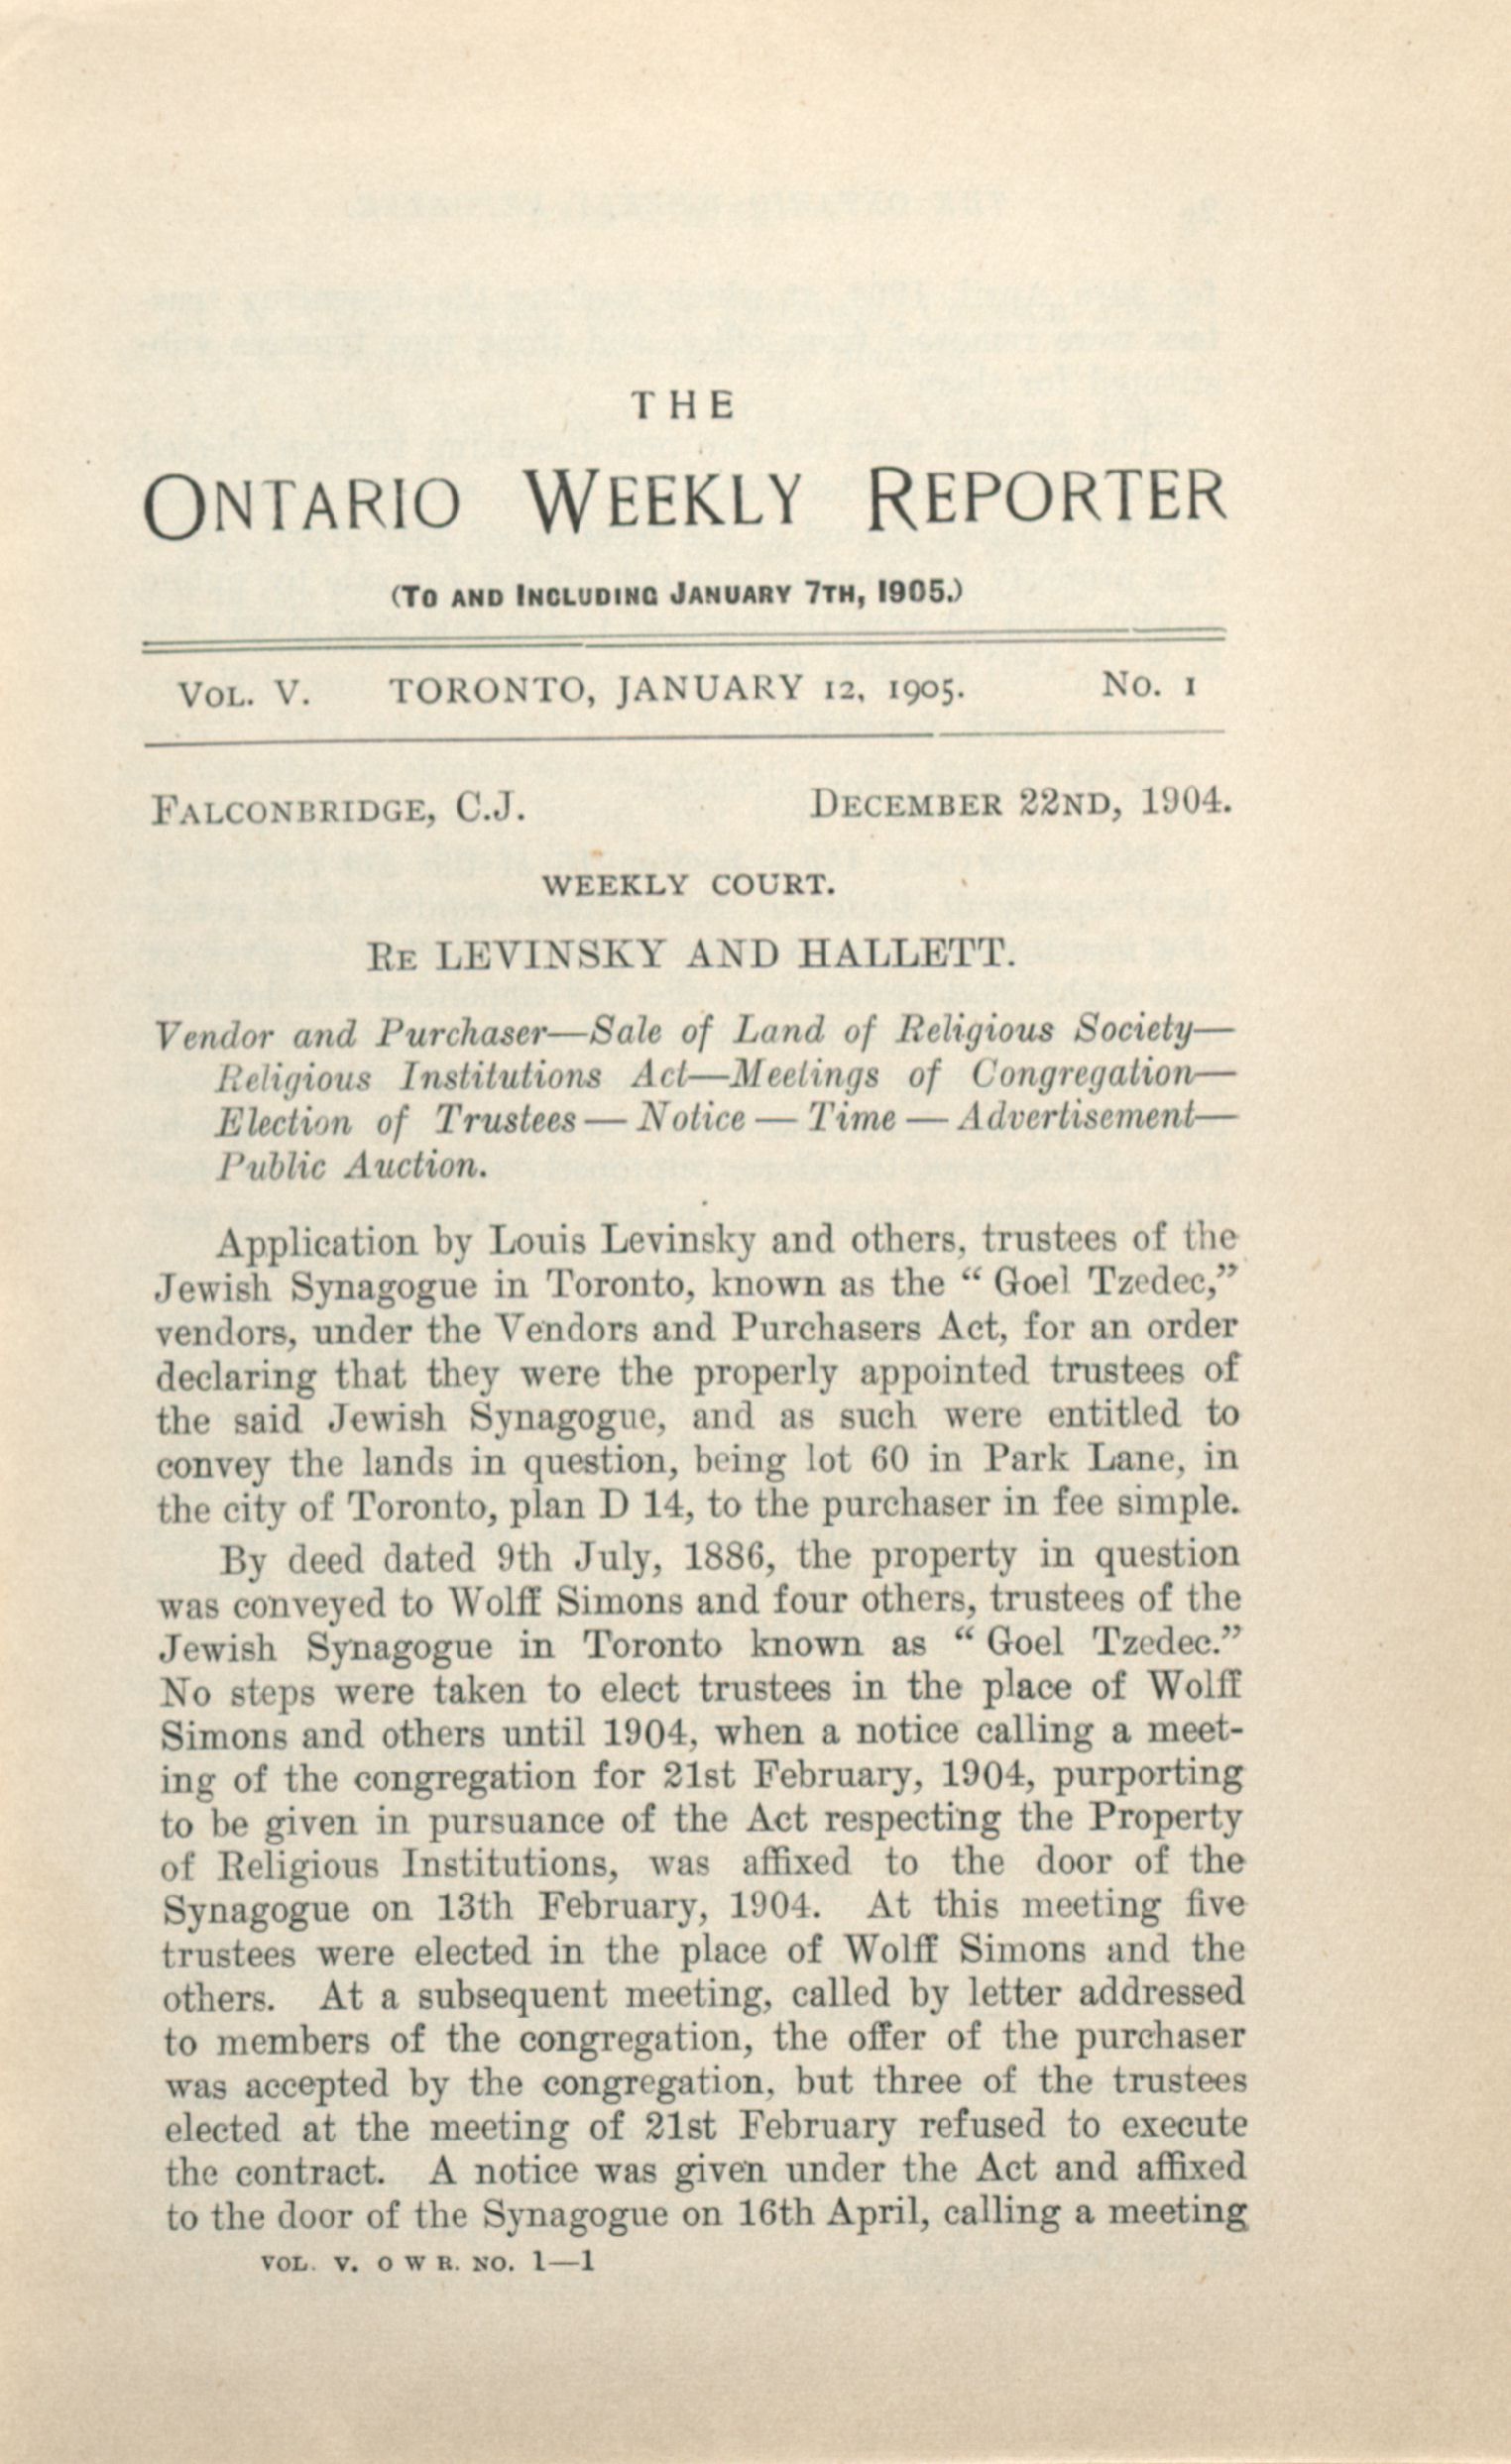 THE
ONTARIO WEEKLY REPORTER
(TO AND INCLUDING JANUARY 7TH, 1905.)
VOL. V. TORONTO, JANUARY 12, 1905. NO. 1
FALCONBRIDGE, C.J. DECEMBER 22ND, 1904.
WEEKLY COURT.
RE LEVINSKY AND HALLETT.
Vendor and Purchaser—Sale of Land of Religious Society—
Religious Institutions Act—Meetings of Congregation—
Election of Trustees — Notice — Time — Advertisement—
Public Auction.
Application by Louis Levinsky and others, trustees of the
Jewish Synagogue in Toronto, known as the “ Goel Tzedec,”
vendors, under the Vendors and Purchasers Act, for an order
declaring that they were the properly appointed trustees of
the said Jewish Synagogue, and as such were entitled to
convey the lands in question, being lot 60 in Park Lane, in
the city of Toronto, plan D 14, to the purchaser in fee simple.
By deed dated 9th July, 1886, the property in question
was conveyed to Wolff Simons and four others, trustees of the
Jewish Synagogue in Toronto known as “ Goel Tzedec.”
No steps were taken to elect trustees in the place of Wolff
Simons and others until 1904, when a notice calling a meet-
ing of the congregation for 21st February, 1904, purporting
to be given in pursuance of the Act respecting the Property
of Religious Institutions, was affixed to the door of the
Synagogue on 13th February, 1904. At this meeting five
trustees were elected in the place of Wolff Simons and the
others. At a subsequent meeting, called by letter addressed
to members of the congregation, the offer of the purchaser
was accepted by the congregation, but three of the trustees
elected at the meeting of 21st February refused to execute
the contract. A notice was given under the Act and affixed
to the door of the Synagogue on 16th April, calling a meeting
VOL. V. O W R. NO. 1—1